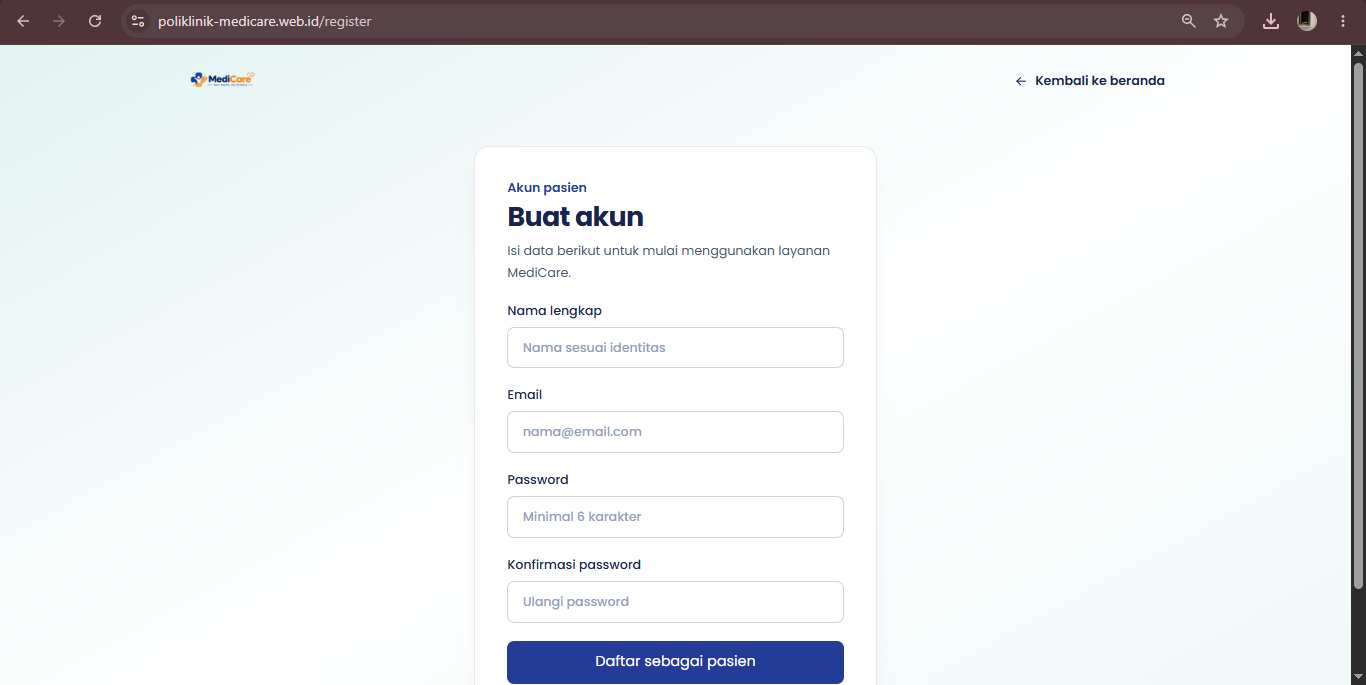 poliklinik-medicare.web.id/register
MediCare
Kembali ke beranda
Akun pasien
Buat akun
Isi data berikut untuk mulai menggunakan layanan
MediCare.
Nama lengkap
Nama sesuai identitas
Email
nama@email.com
Password
Minimal 6 karakter
Konfirmasi password
Ulangi password
Daftar sebagai pasien